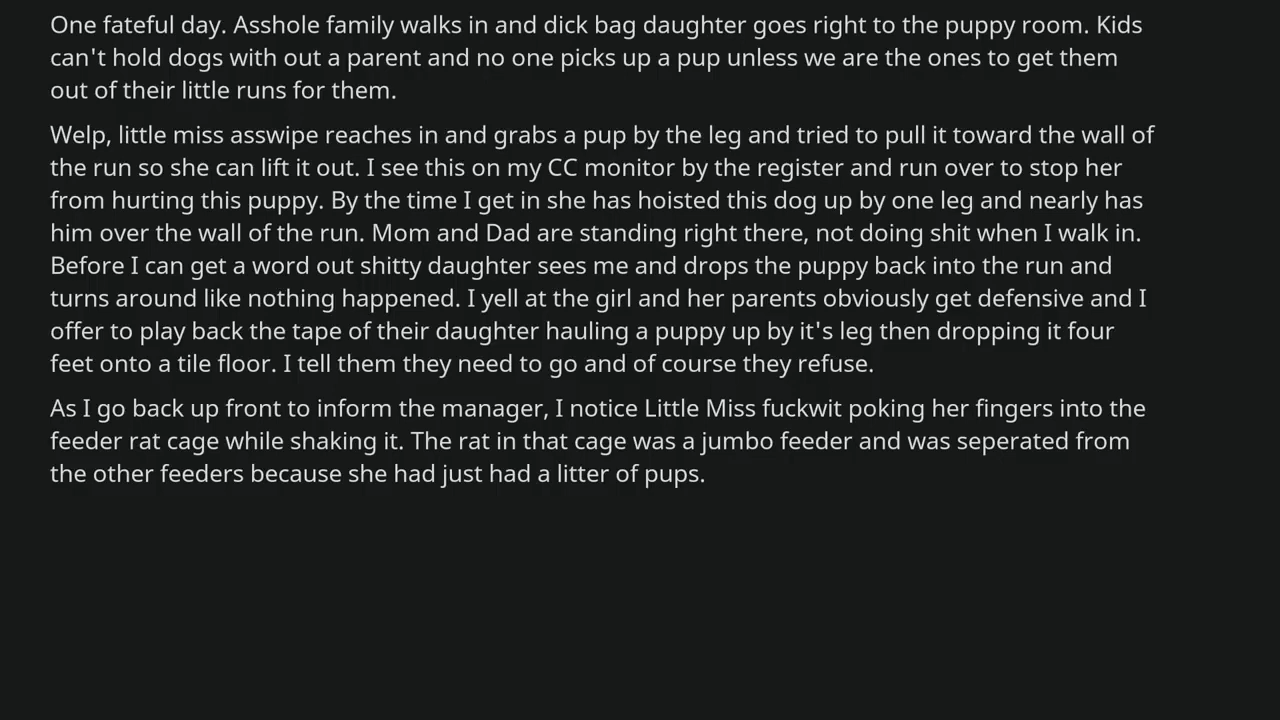 One fateful day. Asshole family walks in and dick bag daughter goes right to the puppy room. Kids
can't hold dogs with out a parent and no one picks up a pup unless we are the ones to get them
out of their little runs for them.
Welp, little miss asswipe reaches in and grabs a pup by the leg and tried to pull it toward the wall of
the run so she can lift it out. I see this on my CC monitor by the register and run over to stop her
from hurting this puppy. By the time I get in she has hoisted this dog up by one leg and nearly has
him over the wall of the run. Mom and Dad are standing right there, not doing shit when I walk in.
Before I can get a word out shitty daughter sees me and drops the puppy back into the run and
turns around like nothing happened. I yell at the girl and her parents obviously get defensive and I
offer to play back the tape of their daughter hauling a puppy up by it's leg then dropping it four
feet onto a tile floor. I tell them they need to go and of course they refuse.
As I go back up front to inform the manager, I notice Little Miss fuckwit poking her fingers into the
feeder rat cage while shaking it. The rat in that cage was a jumbo feeder and was seperated from
the other feeders because she had just had a litter of pups.